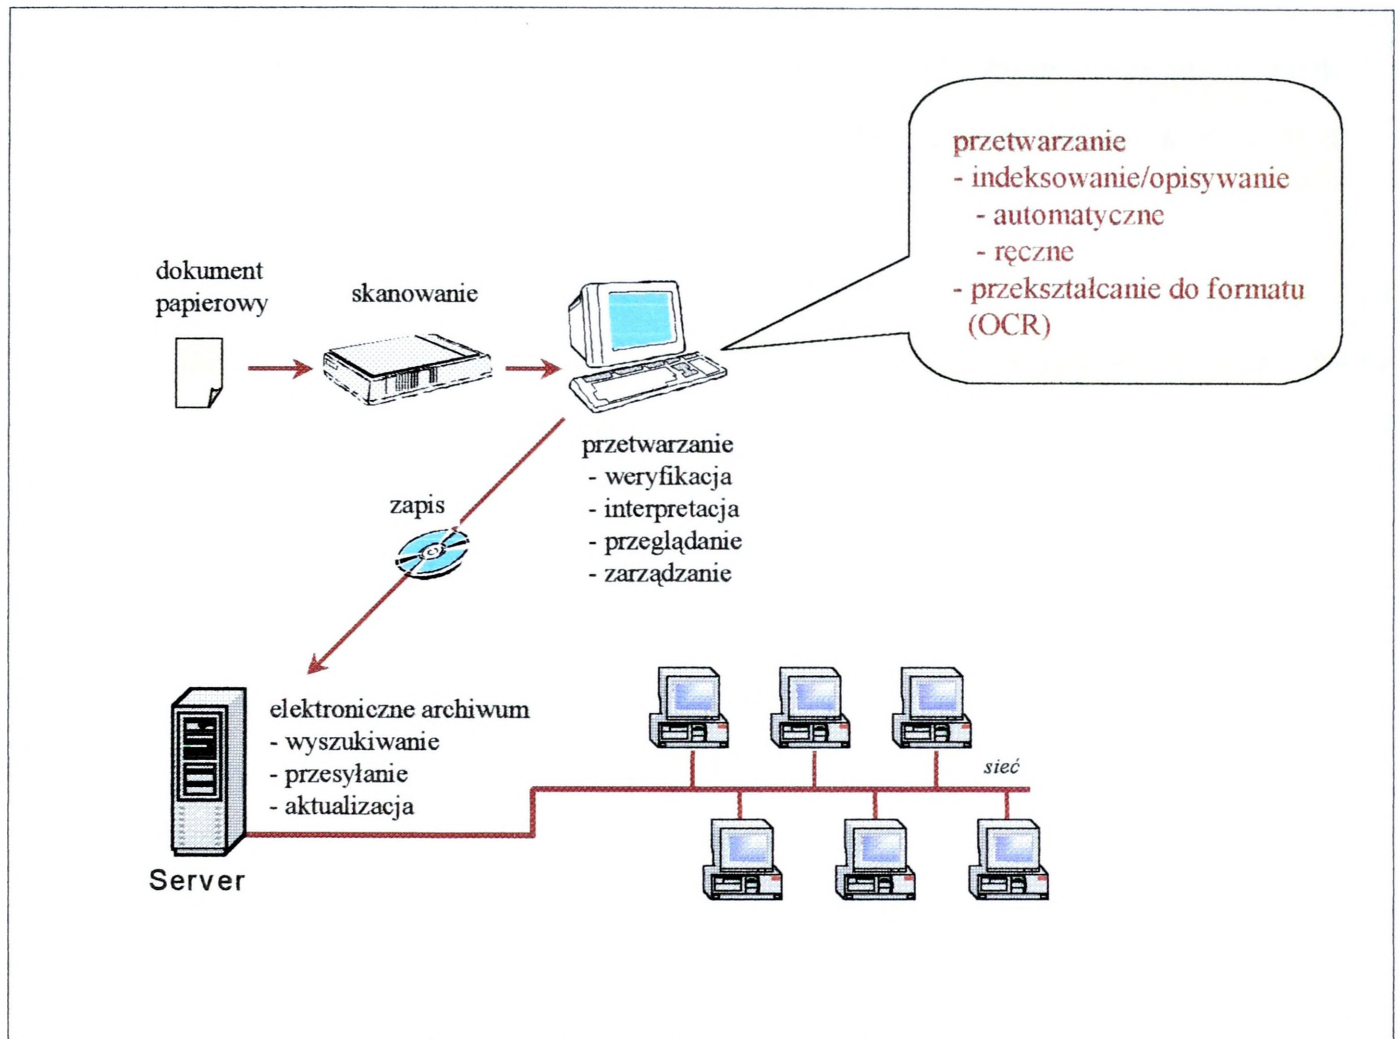 przetwarzanie
- indeksowanie/opisywanie
- automatyczne
- ręczne
- przekształcanie do formatu
(OCR)
dokument
papierowy
skanowanie
przetwarzanie
- weryfikacja
- interpretacja
- przeglądanie
- zarządzanie
zapis
elektroniczne archiwum
- wyszukiwanie
- przesyłanie
- aktualizacja
sieć
Server